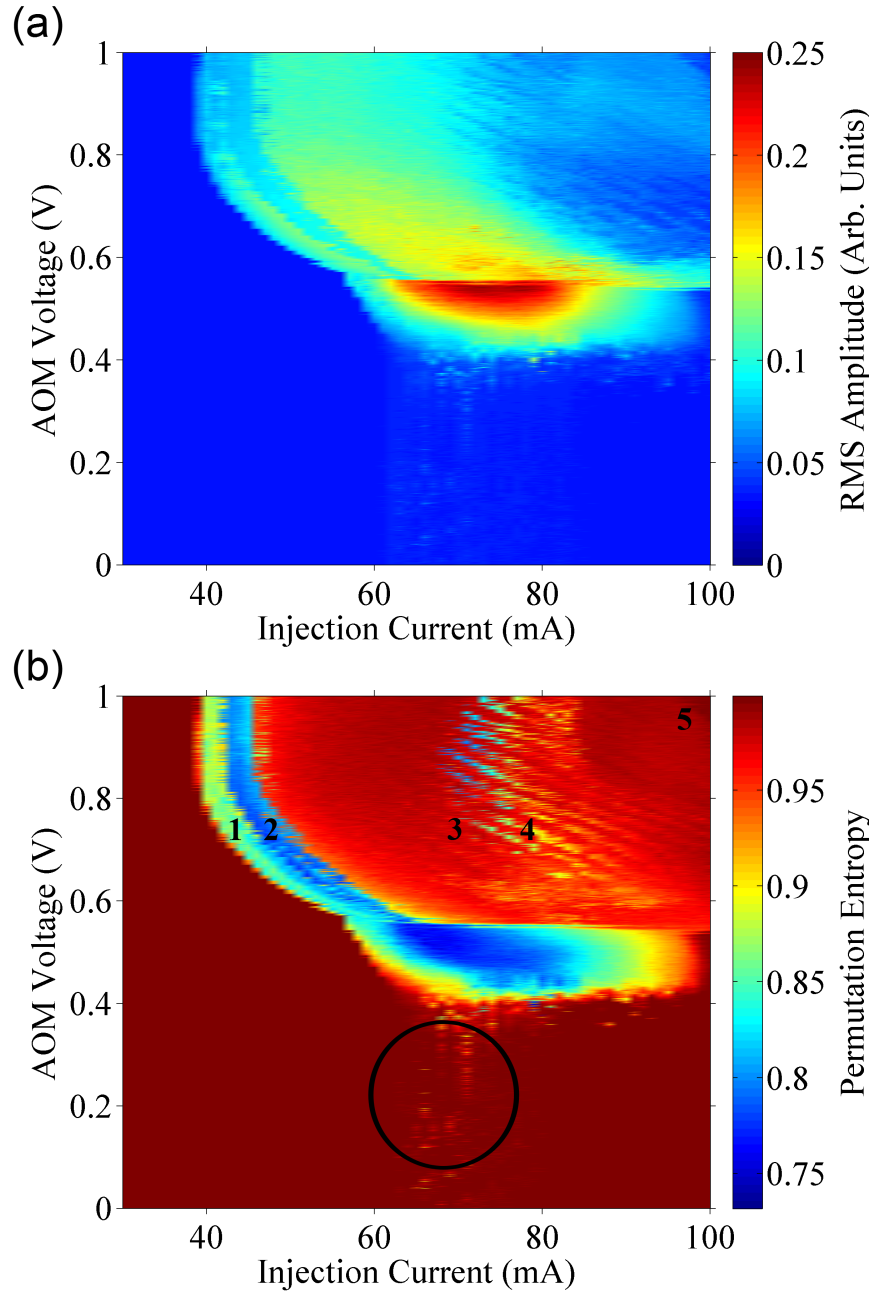 (a)
1
0.8
0.6
0.4
0.2
0
AOM Voltage (V)
40 60 80 100
Injection Current (mA)
0.25
0.2
0.15
0.1
0.05
0
RMS Amplitude (Arb. Units)
(b)
1
0.8
0.6
0.4
0.2
0
AOM Voltage (V)
5
1 2 3 4
40 60 80 100
Injection Current (mA)
0.95
0.9
0.85
0.8
0.75
Permutation Entropy